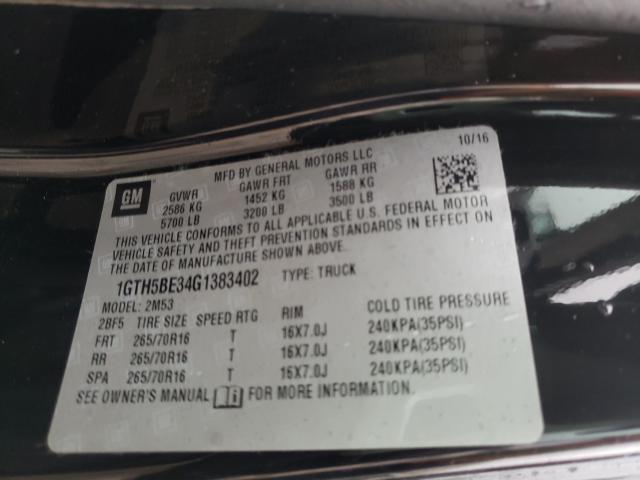 10/16
MFD BY GENERAL MOTORS LLC
GM
GVWR GAWR FRT GAWR RR
2586 KG 1452 KG 1588 KG
5700 LB 3200 LB 3500 LB
THIS VEHICLE CONFORMS TO ALL APPLICABLE U.S. FEDERAL MOTOR
VEHICLE SAFETY AND THEFT PREVENTION STANDARDS IN EFFECT ON
THE DATE OF MANUFACTURE SHOWN ABOVE.
1GTH5BE34G1383402 TYPE: TRUCK
MODEL: 2M53
2BF5 TIRE SIZE SPEED RTG RIM COLD TIRE PRESSURE
FRT 265/70R16 T 16X7.0J 240KPA(35PSI)
RR 265/70R16 T 16X7.0J 240KPA(35PSI)
SPA 265/70R16 T 16X7.0J 240KPA(35PSI)
SEE OWNER'S MANUAL FOR MORE INFORMATION.